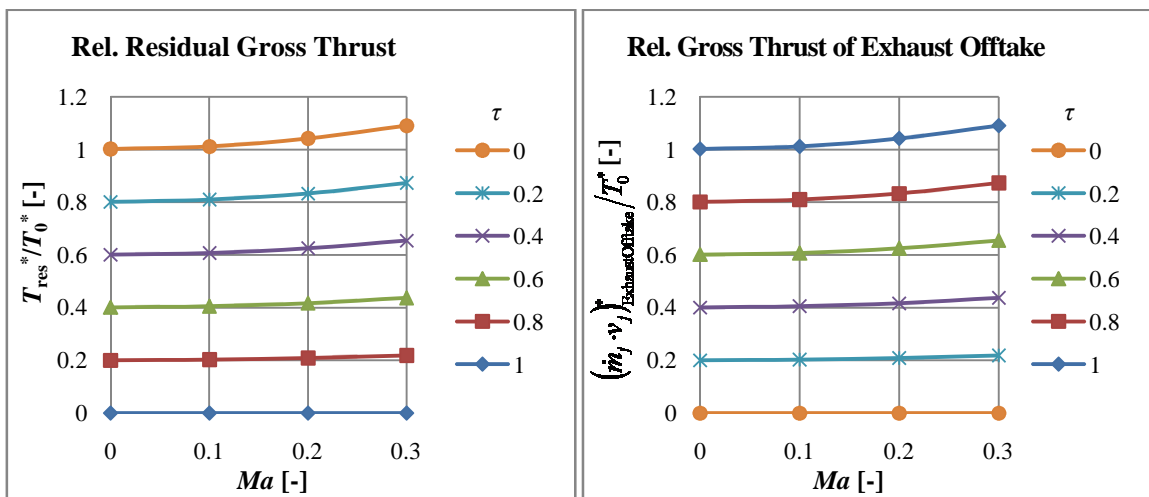 Rel. Residual Gross Thrust
1.2
1
0.8
0.6
0.4
0.2
0
0 0.1 0.2 0.3
Ma [-]
T_res*/T_0* [-]
τ
0
0.2
0.4
0.6
0.8
1
Rel. Gross Thrust of Exhaust Offtake
1.2
1
0.8
0.6
0.4
0.2
0
0 0.1 0.2 0.3
Ma [-]
(ṁ_j·v_j)*_ExhaustOfftake/T_0* [-]
τ
0
0.2
0.4
0.6
0.8
1